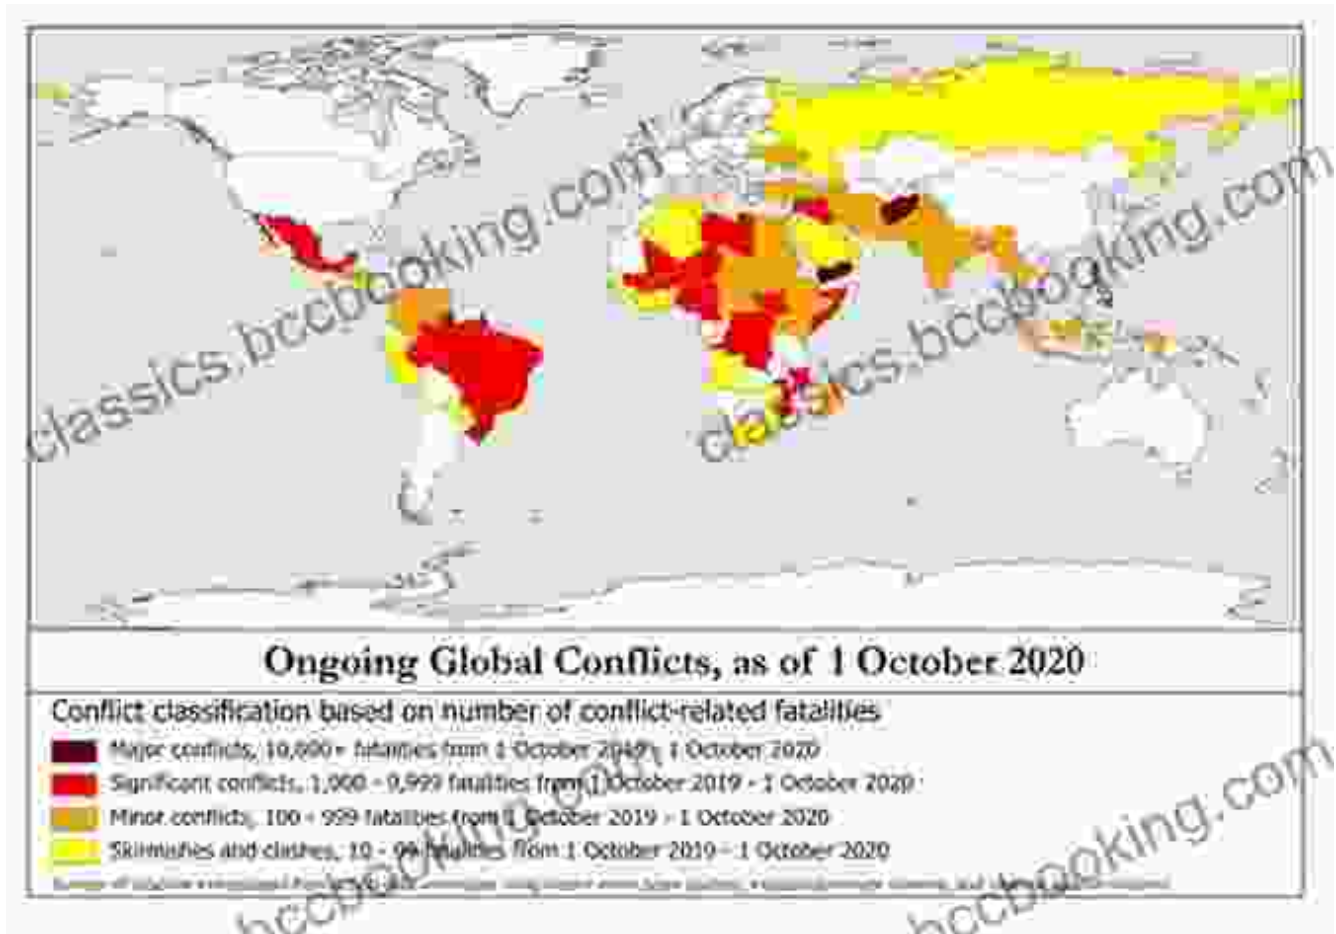 classics.bccbooking.com
classics.bccbooking.com
Ongoing Global Conflicts, as of 1 October 2020
Conflict classification based on number of conflict-related fatalities
Major conflicts, 10,000+ fatalities from 1 October 2019 - 1 October 2020
Significant conflicts, 1,000 - 9,999 fatalities from 1 October 2019 - 1 October 2020
Minor conflicts, 100 - 999 fatalities from 1 October 2019 - 1 October 2020
Skirmishes and clashes, 10 - 99 fatalities from 1 October 2019 - 1 October 2020
bccbooking.com
bccbooking.com